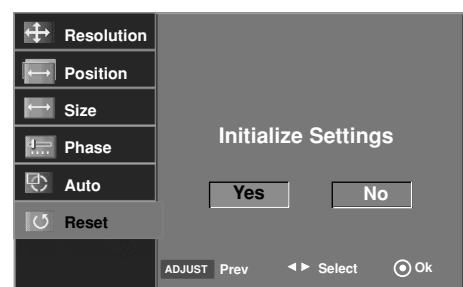 Resolution
Position
Size
Phase
Auto
Reset
Initialize Settings
Yes No
ADJUST Prev ◄► Select Ok